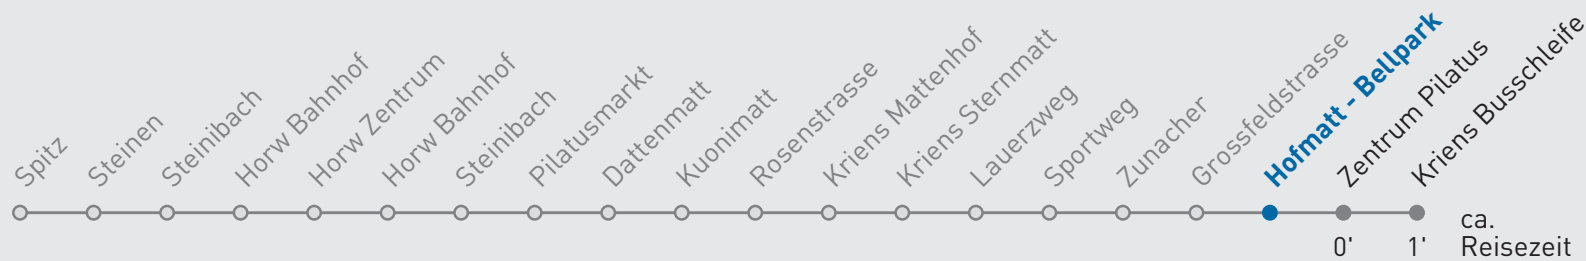 Spitz
Steinen
Steinibach
Horw Bahnhof
Horw Zentrum
Horw Bahnhof
Steinibach
Pilatusmarkt
Dattenmatt
Kuonimatt
Rosenstrasse
Kriens Mattenhof
Kriens Sternmatt
Lauerzweg
Sportweg
Zunacher
Grossfeldstrasse
Hofmatt - Bellpark
Zentrum Pilatus
Kriens Busschleife
ca.
0' 1' Reisezeit